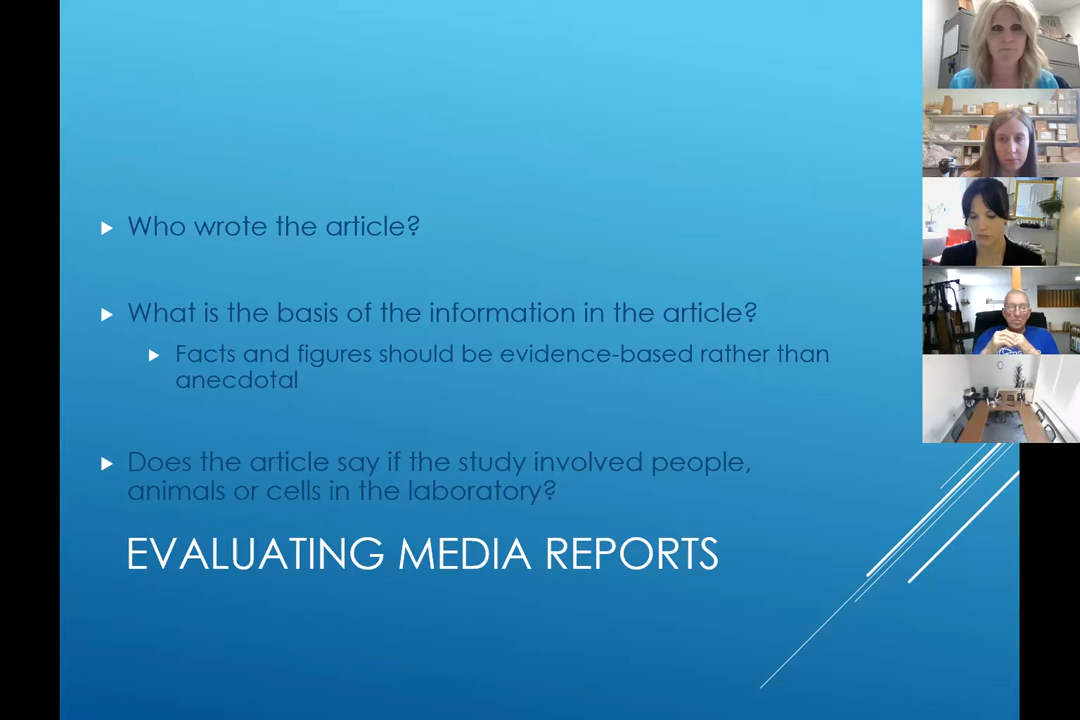 Who wrote the article?
What is the basis of the information in the article?
Facts and figures should be evidence-based rather than
anecdotal
Does the article say if the study involved people,
animals or cells in the laboratory?
EVALUATING MEDIA REPORTS